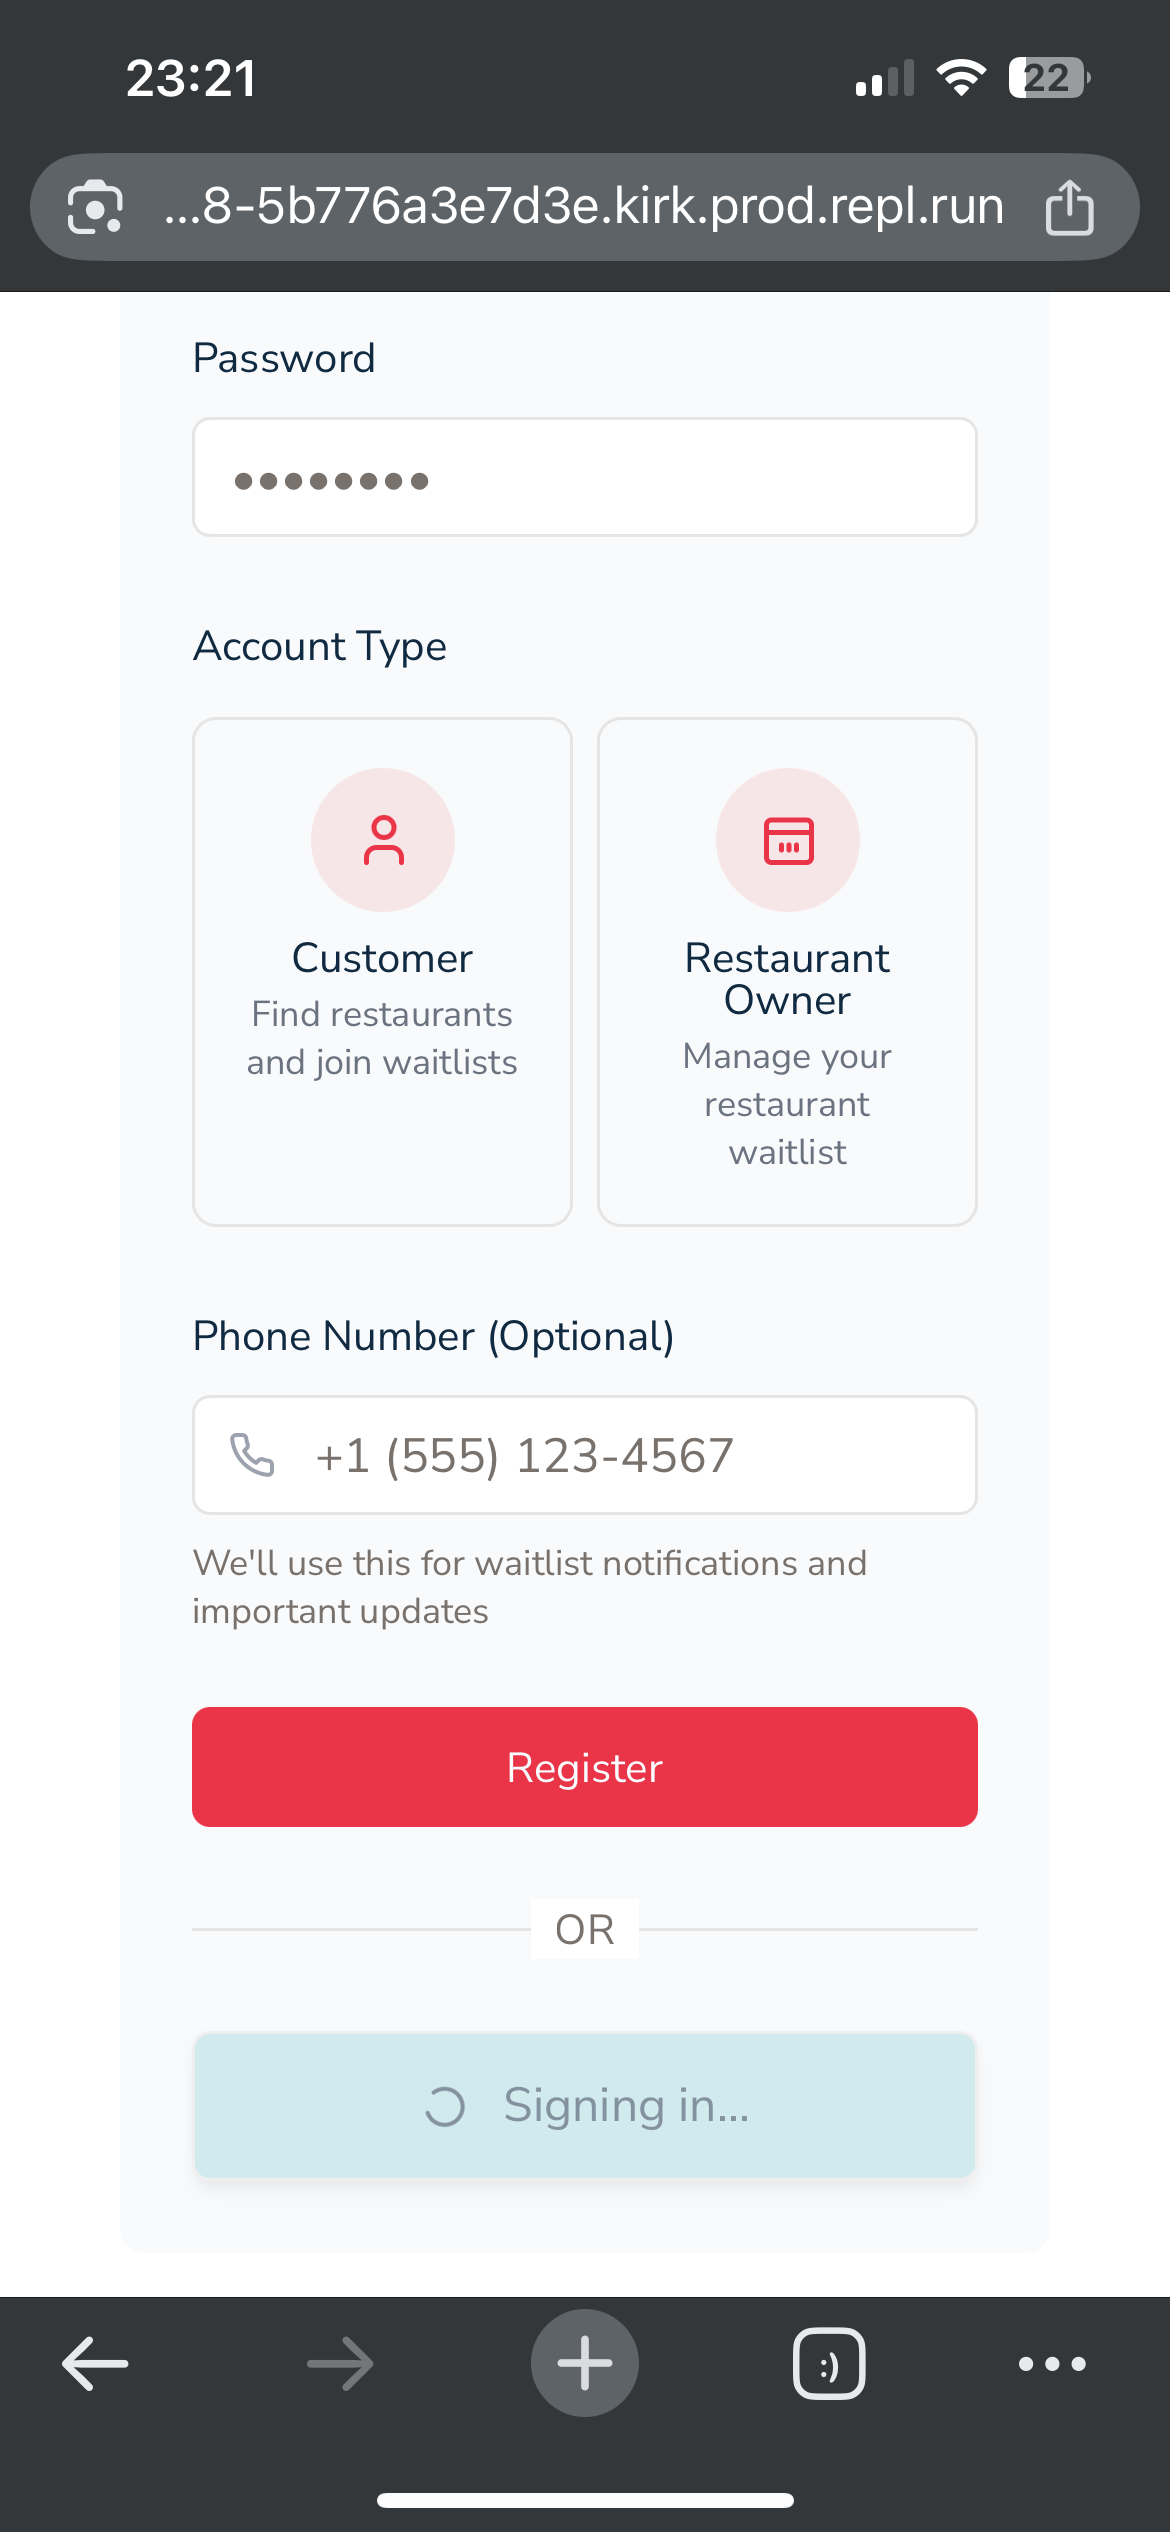 23:21
22
...8-5b776a3e7d3e.kirk.prod.repl.run
Password
Account Type
Customer
Find restaurants
and join waitlists
Restaurant
Owner
Manage your
restaurant
waitlist
Phone Number (Optional)
+1 (555) 123-4567
We'll use this for waitlist notifications and
important updates
Register
OR
Signing in...
:)